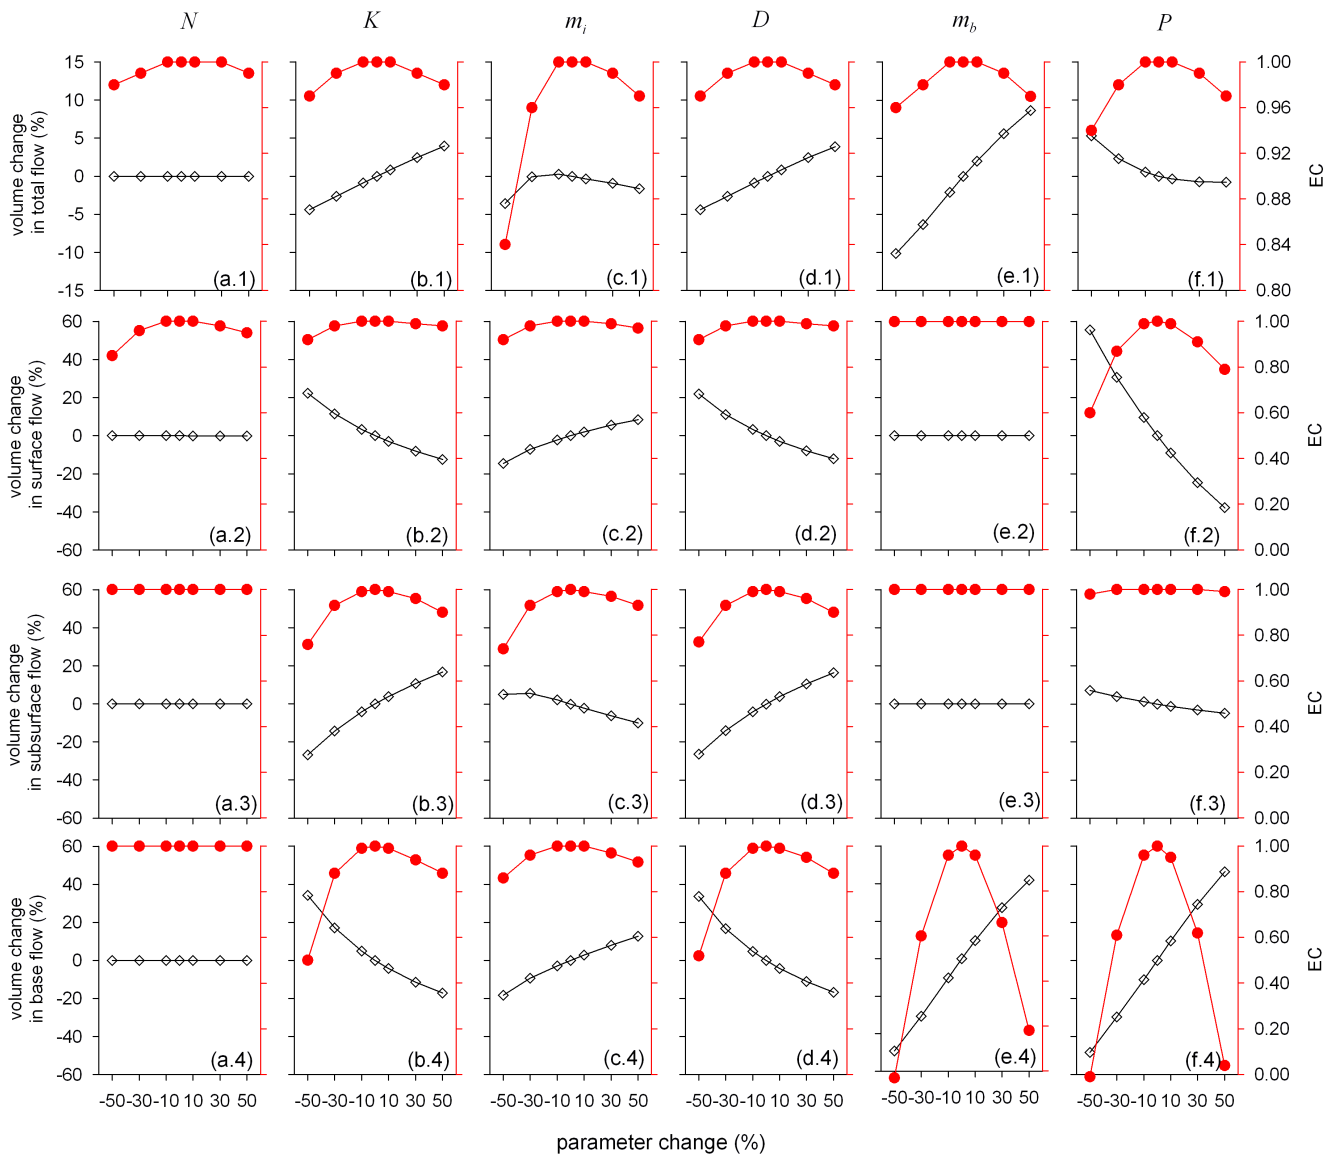 N K m_i D m_b P
volume change
in total flow (%)
15
10
5
0
-5
-10
-15
(a.1) (b.1) (c.1) (d.1) (e.1) (f.1)
1.00
0.96
0.92
0.88
0.84
0.80
EC
volume change
in surface flow (%)
60
40
20
0
-20
-40
-60
(a.2) (b.2) (c.2) (d.2) (e.2) (f.2)
1.00
0.80
0.60
0.40
0.20
0.00
EC
volume change
in subsurface flow (%)
60
40
20
0
-20
-40
-60
(a.3) (b.3) (c.3) (d.3) (e.3) (f.3)
1.00
0.80
0.60
0.40
0.20
0.00
EC
volume change
in base flow (%)
60
40
20
0
-20
-40
-60
(a.4) (b.4) (c.4) (d.4) (e.4) (f.4)
1.00
0.80
0.60
0.40
0.20
0.00
EC
-50 -30 -10 10 30 50 -50 -30 -10 10 30 50 -50 -30 -10 10 30 50 -50 -30 -10 10 30 50 -50 -30 -10 10 30 50 -50 -30 -10 10 30 50
parameter change (%)